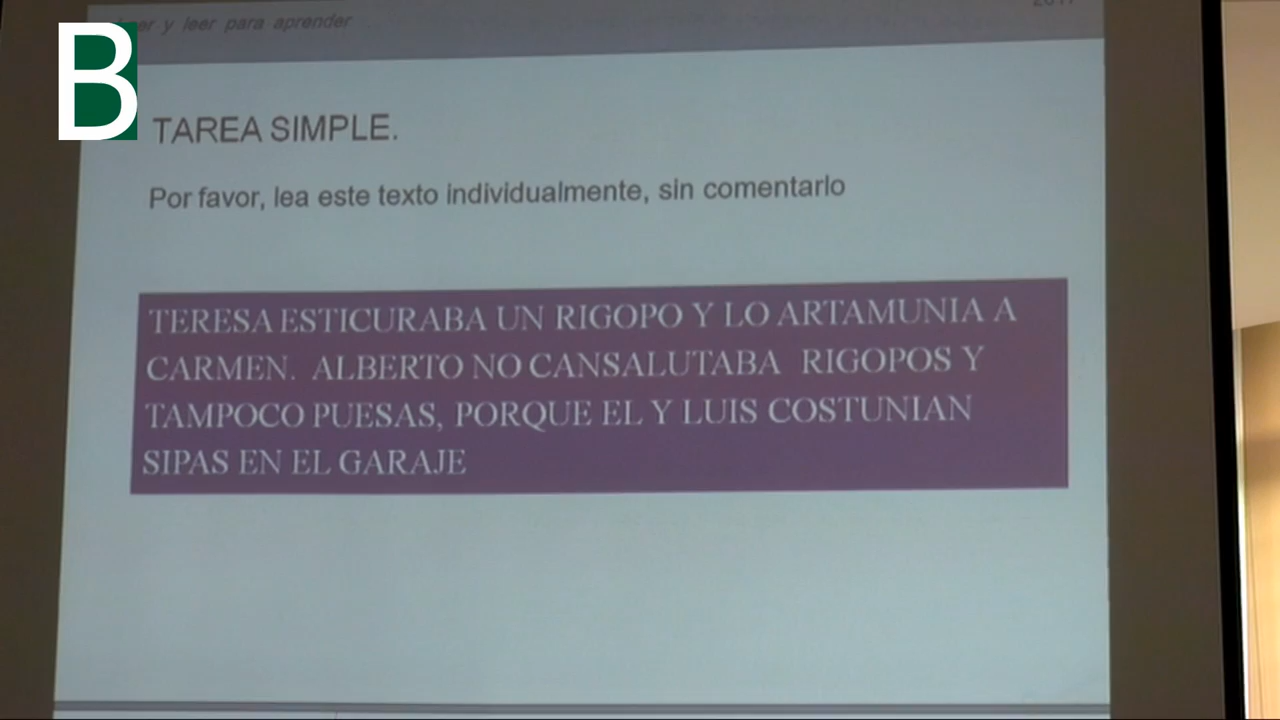 leer y leer para aprender
B
TAREA SIMPLE.
Por favor, lea este texto individualmente, sin comentarlo
TERESA ESTICURABA UN RIGOPO Y LO ARTAMUNIA A
CARMEN. ALBERTO NO CANSALUTABA RIGOPOS Y
TAMPOCO PUESAS, PORQUE EL Y LUIS COSTUNIAN
SIPAS EN EL GARAJE